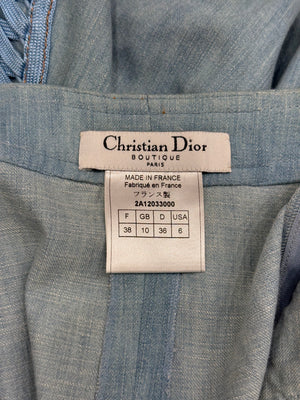 Christian Dior
BOUTIQUE
PARIS
MADE IN FRANCE
Fabriqué en France
フランス製
2A12033000
F GB D USA
38 10 36 6